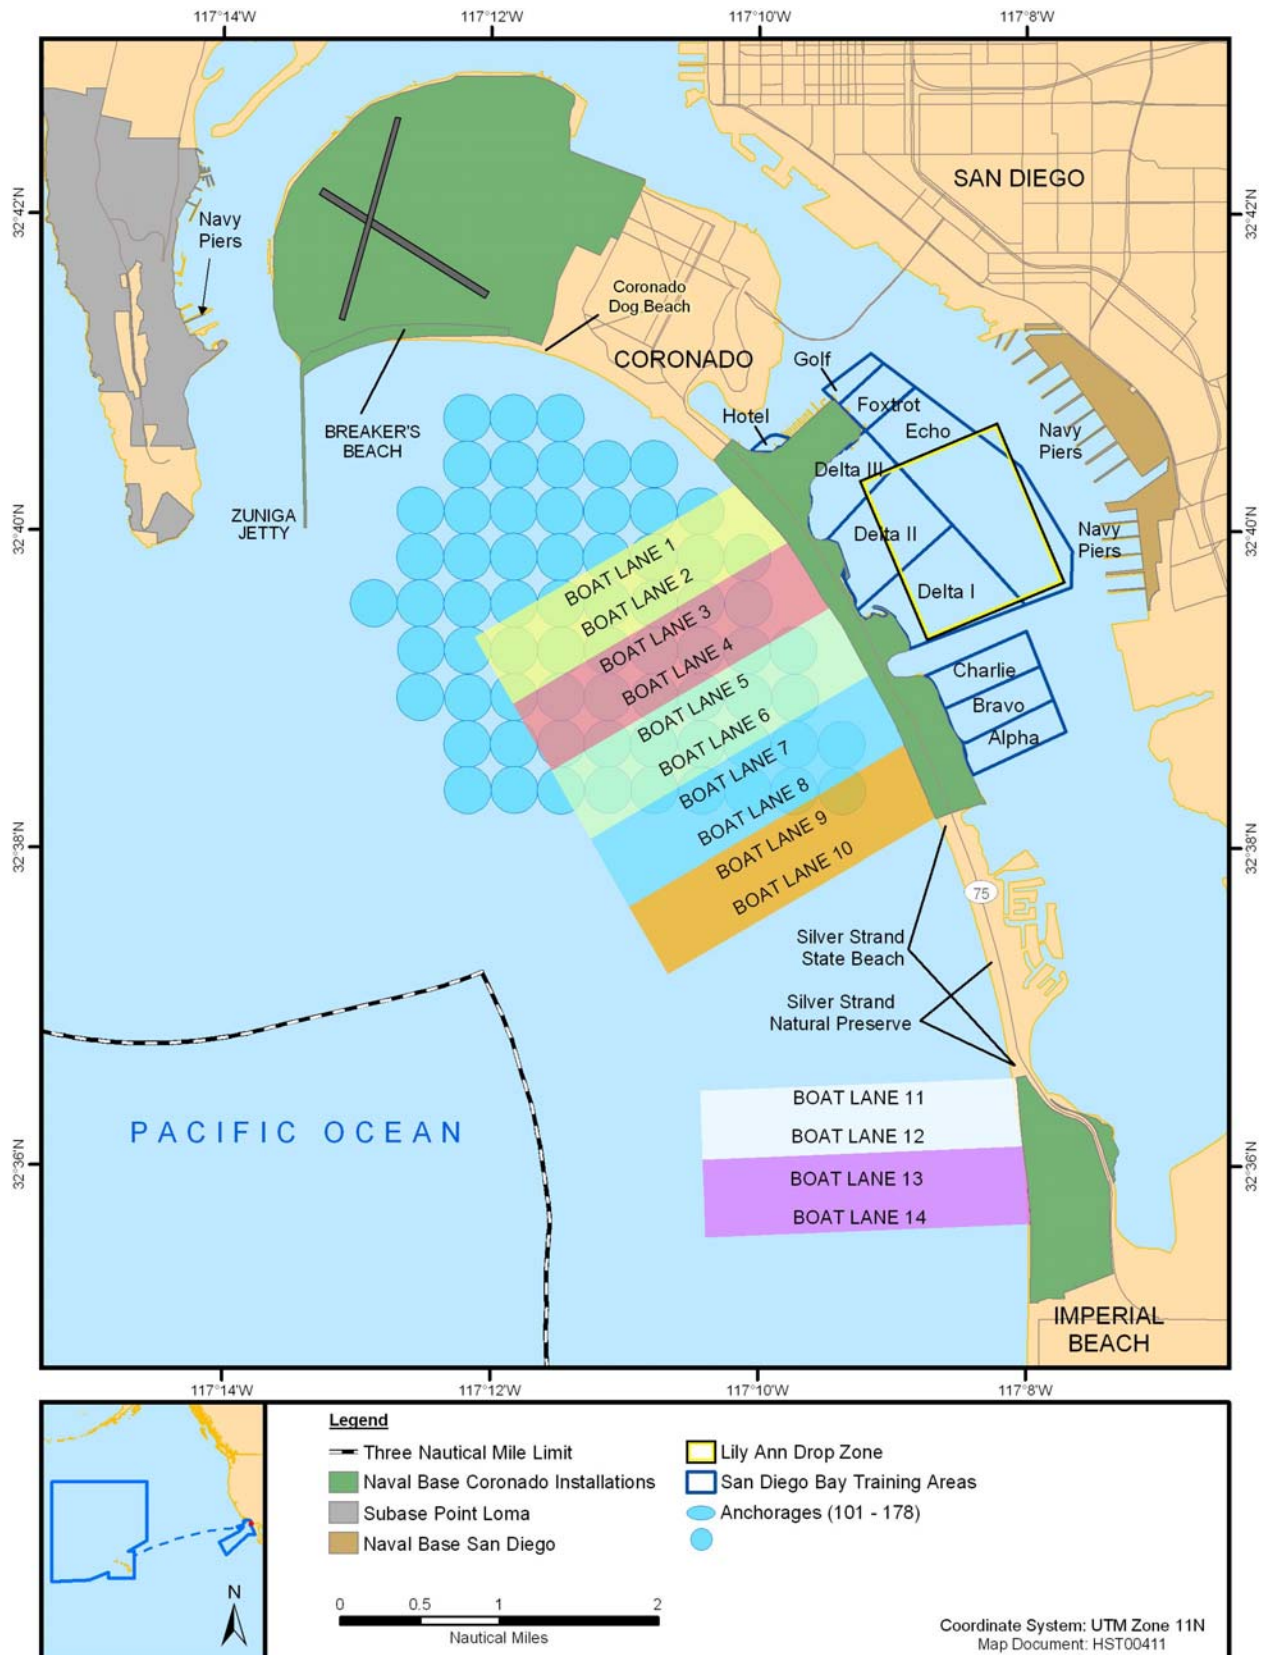 117°14'W
117°12'W
117°10'W
117°8'W
32°42'N
32°40'N
32°38'N
32°36'N
32°42'N
32°40'N
32°38'N
32°36'N
SAN DIEGO
Navy
Piers
Coronado
Dog Beach
CORONADO
Golf
Hotel
Foxtrot
Echo
Navy
Piers
BREAKER'S
BEACH
Delta III
ZUNIGA
JETTY
Delta II
Navy
Piers
Delta I
BOAT LANE 1
BOAT LANE 2
BOAT LANE 3
BOAT LANE 4
BOAT LANE 5
BOAT LANE 6
BOAT LANE 7
BOAT LANE 8
BOAT LANE 9
BOAT LANE 10
Charlie
Bravo
Alpha
75
Silver Strand
State Beach
Silver Strand
Natural Preserve
BOAT LANE 11
BOAT LANE 12
BOAT LANE 13
BOAT LANE 14
PACIFIC OCEAN
IMPERIAL
BEACH
117°14'W
117°12'W
117°10'W
117°8'W
N
Legend
Three Nautical Mile Limit
Naval Base Coronado Installations
Subase Point Loma
Naval Base San Diego
Lily Ann Drop Zone
San Diego Bay Training Areas
Anchorages (101 - 178)
0 0.5 1 2
Nautical Miles
Coordinate System: UTM Zone 11N
Map Document: HST00411